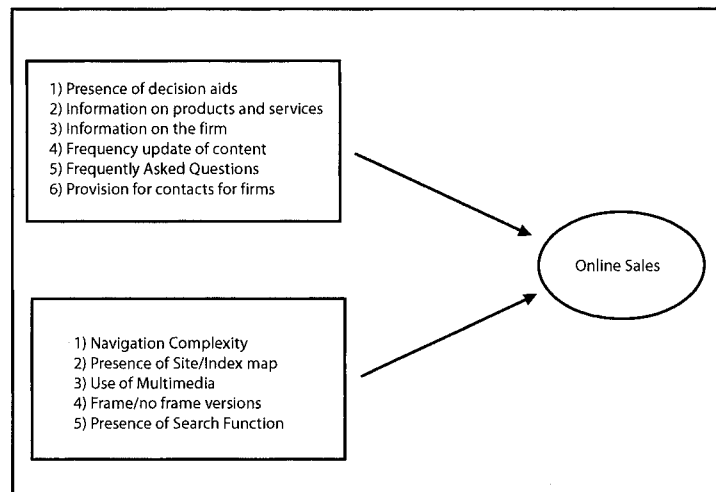 1) Presence of decision aids
2) Information on products and services
3) Information on the firm
4) Frequency update of content
5) Frequently Asked Questions
6) Provision for contacts for firms
Online Sales
1) Navigation Complexity
2) Presence of Site/Index map
3) Use of Multimedia
4) Frame/no frame versions
5) Presence of Search Function